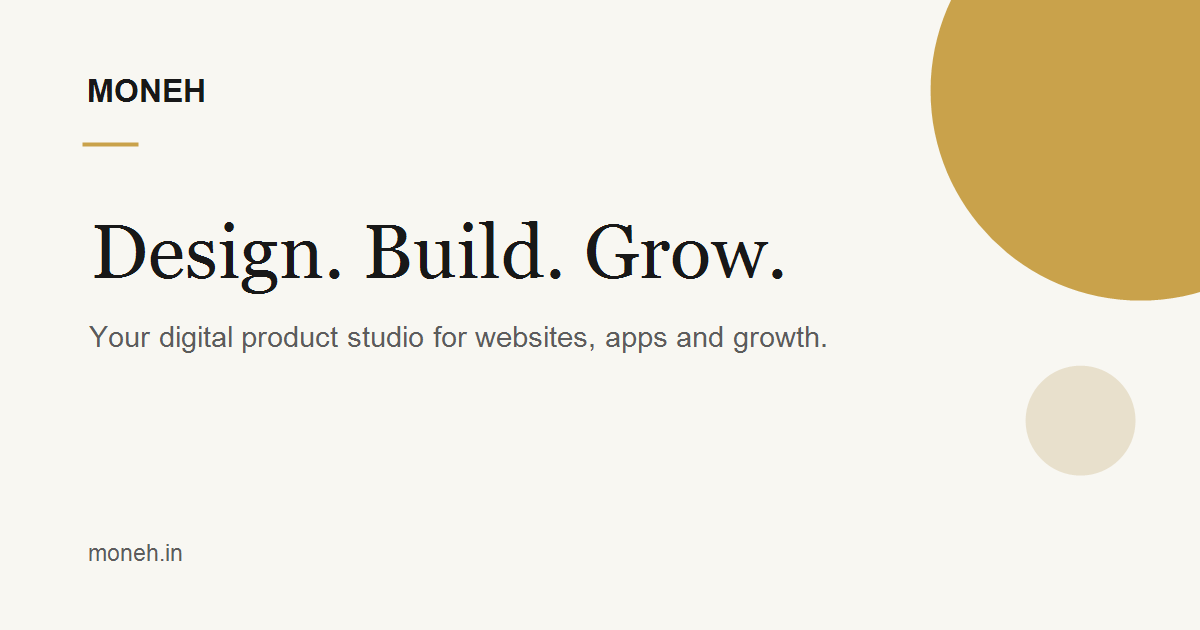 MONEH
Design. Build. Grow.
Your digital product studio for websites, apps and growth.
moneh.in